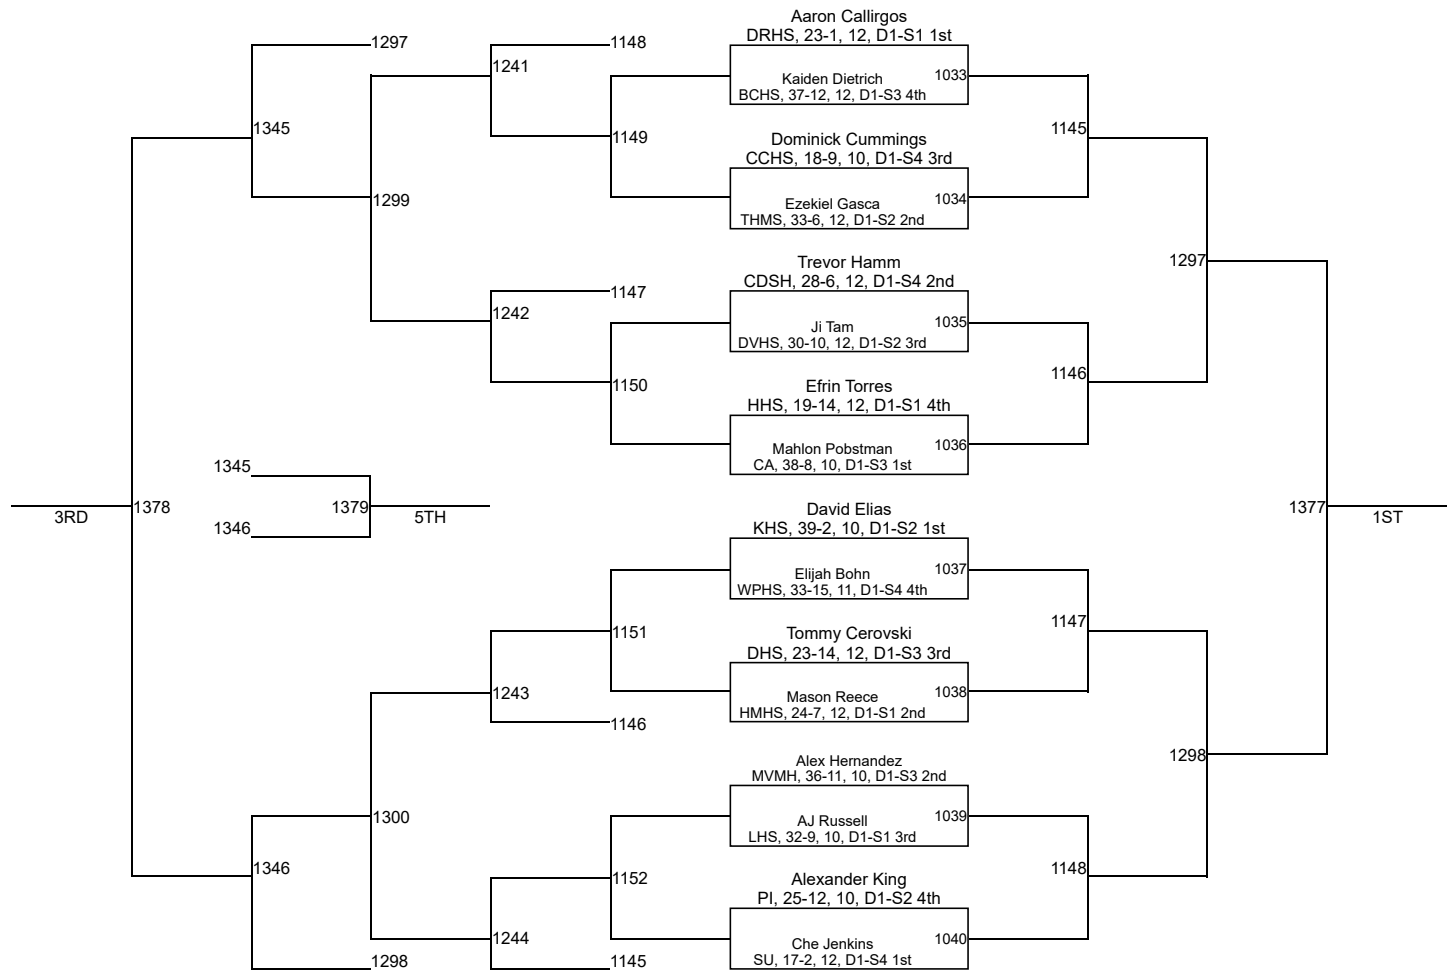 Aaron Callirgos
DRHS, 23-1, 12, D1-S1 1st
1297
1148
1241
Kaiden Dietrich
1033
BCHS, 37-12, 12, D1-S3 4th
1345
1149
Dominick Cummings
1145
CCHS, 18-9, 10, D1-S4 3rd
1299
Ezekiel Gasca
1034
THMS, 33-6, 12, D1-S2 2nd
Trevor Hamm
1297
CDSH, 28-6, 12, D1-S4 2nd
1147
1242
Ji Tam
1035
DVHS, 30-10, 12, D1-S2 3rd
1150
Efrin Torres
1146
HHS, 19-14, 12, D1-S1 4th
Mahlon Pobstman
1036
CA, 38-8, 10, D1-S3 1st
1345
1378
1379
David Elias
1377
3RD
5TH
1ST
1346
KHS, 39-2, 10, D1-S2 1st
Elijah Bohn
1037
WPHS, 33-15, 11, D1-S4 4th
1151
Tommy Cerovski
1147
DHS, 23-14, 12, D1-S3 3rd
1243
Mason Reece
1038
HMHS, 24-7, 12, D1-S1 2nd
1146
Alex Hernandez
1298
MVMH, 36-11, 10, D1-S3 2nd
1300
AJ Russell
1039
LHS, 32-9, 10, D1-S1 3rd
1346
1152
Alexander King
1148
PI, 25-12, 10, D1-S2 4th
1244
Che Jenkins
1040
SU, 17-2, 12, D1-S4 1st
1298
1145